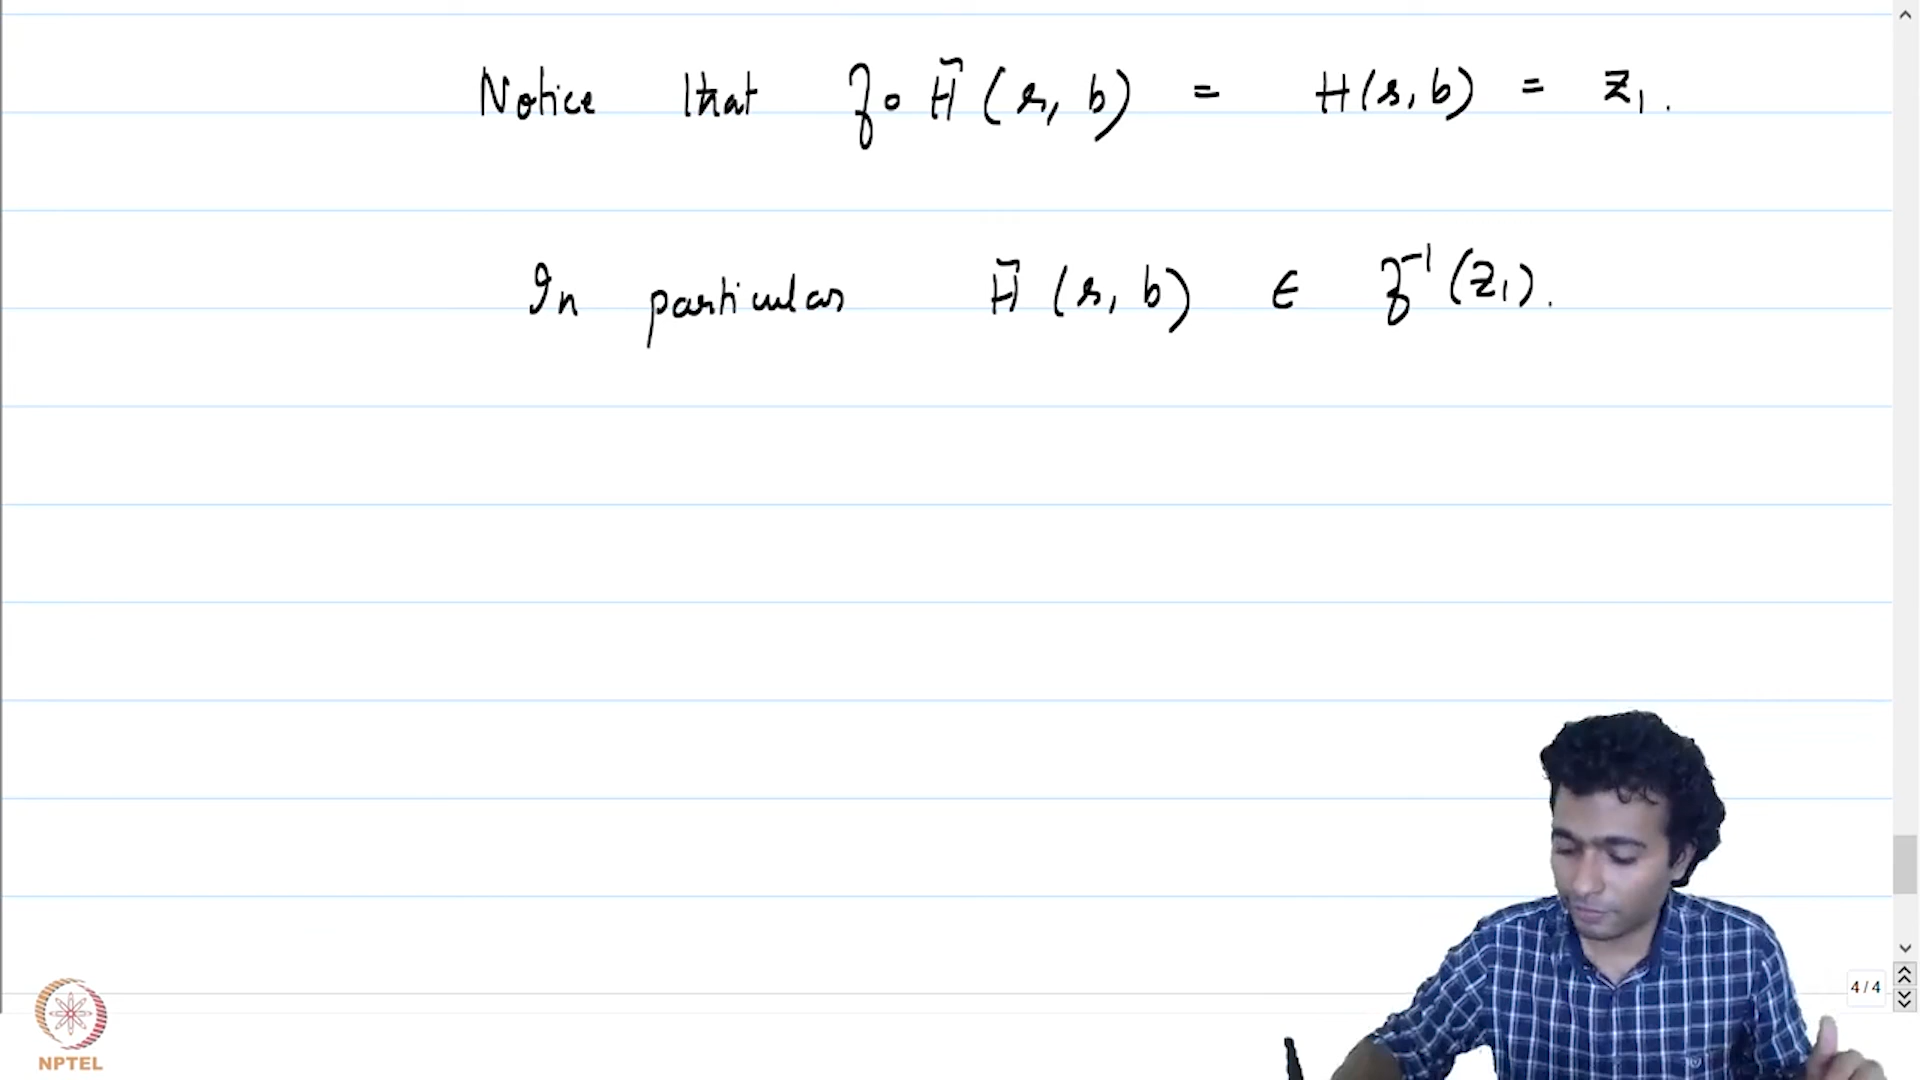 Notice that f∘H̃(s, b) = H(s, b) = z₁.
In particular H̃(s, b) ∈ f⁻¹(z₁).
4 / 4
NPTEL